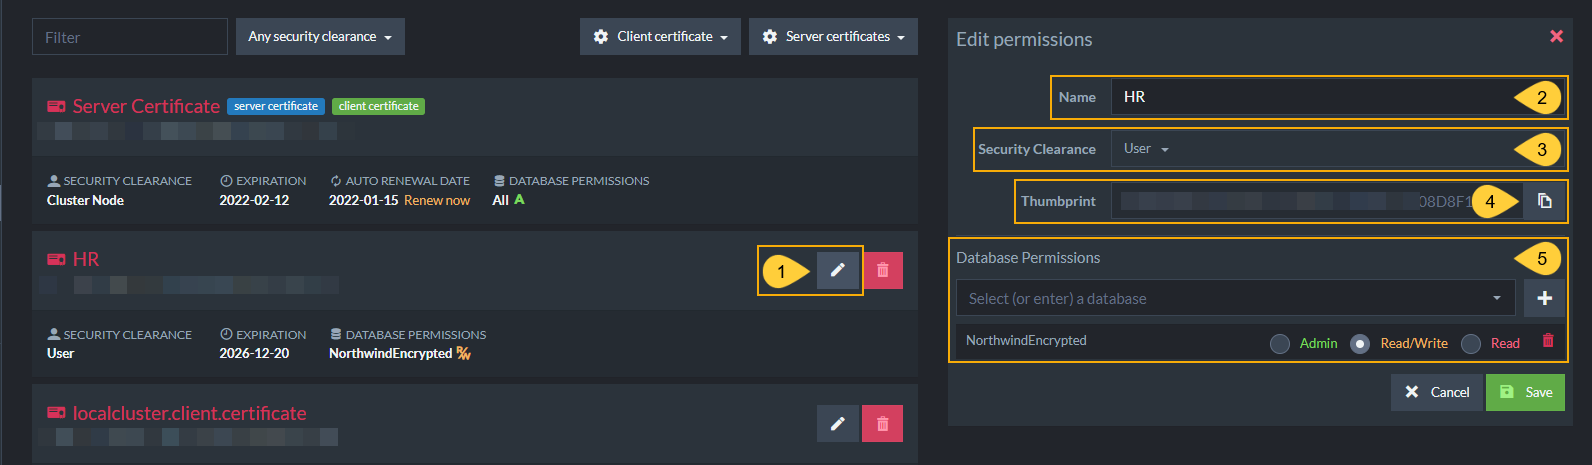 Filter
Any security clearance
Client certificate
Server certificates
Server Certificate server certificate client certificate
SECURITY CLEARANCE EXPIRATION AUTO RENEWAL DATE DATABASE PERMISSIONS
Cluster Node 2022-02-12 2022-01-15 Renew now All A
HR
1
SECURITY CLEARANCE EXPIRATION DATABASE PERMISSIONS
User 2026-12-20 NorthwindEncrypted R/W
localcluster.client.certificate
Edit permissions
Name HR 2
Security Clearance User 3
Thumbprint 08D8F1 4
Database Permissions 5
Select (or enter) a database
NorthwindEncrypted Admin Read/Write Read
Cancel Save